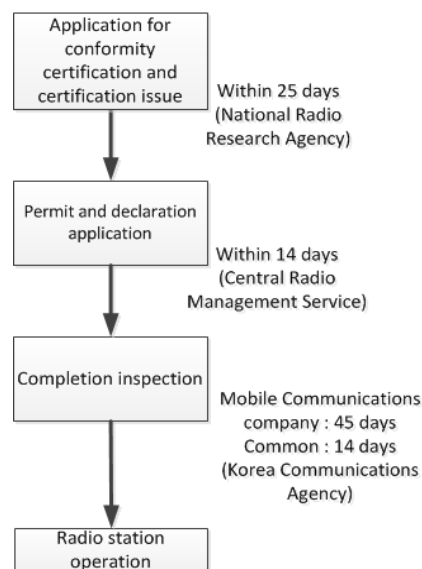 Application for
conformity
certification and
certification issue
Within 25 days
(National Radio
Research Agency)
Permit and declaration
application
Within 14 days
(Central Radio
Management Service)
Completion inspection
Mobile Communications
company : 45 days
Common : 14 days
(Korea Communications
Agency)
Radio station
operation